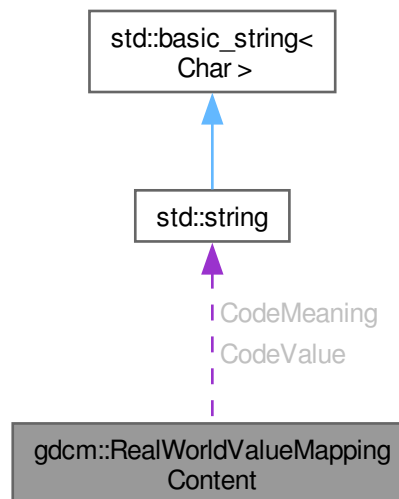 std::basic_string<
Char >
std::string
CodeMeaning
CodeValue
gdcm::RealWorldValueMapping
Content